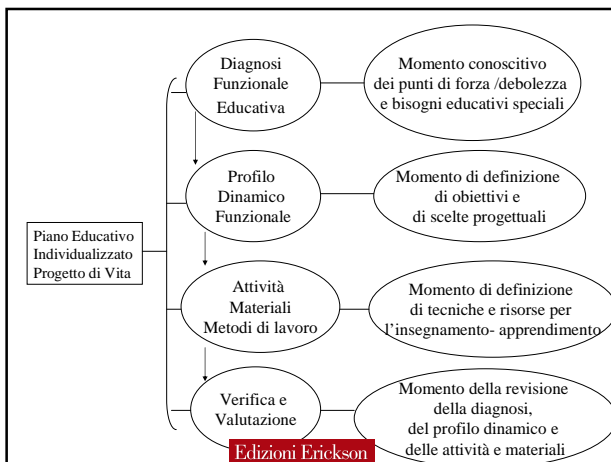 Diagnosi
Funzionale
Educativa
Momento conoscitivo
dei punti di forza /debolezza
e bisogni educativi speciali
Profilo
Dinamico
Funzionale
Momento di definizione
di obiettivi e
di scelte progettuali
Piano Educativo
Individualizzato
Progetto di Vita
Attività
Materiali
Metodi di lavoro
Momento di definizione
di tecniche e risorse per
l'insegnamento- apprendimento
Verifica e
Valutazione
Momento della revisione
della diagnosi,
del profilo dinamico e
delle attività e materiali
Edizioni Erickson